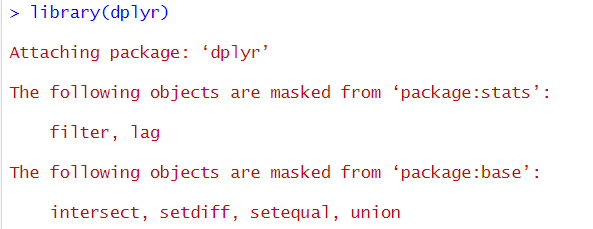 > library(dplyr)
Attaching package: ‘dplyr’
The following objects are masked from ‘package:stats’:
filter, lag
The following objects are masked from ‘package:base’:
intersect, setdiff, setequal, union